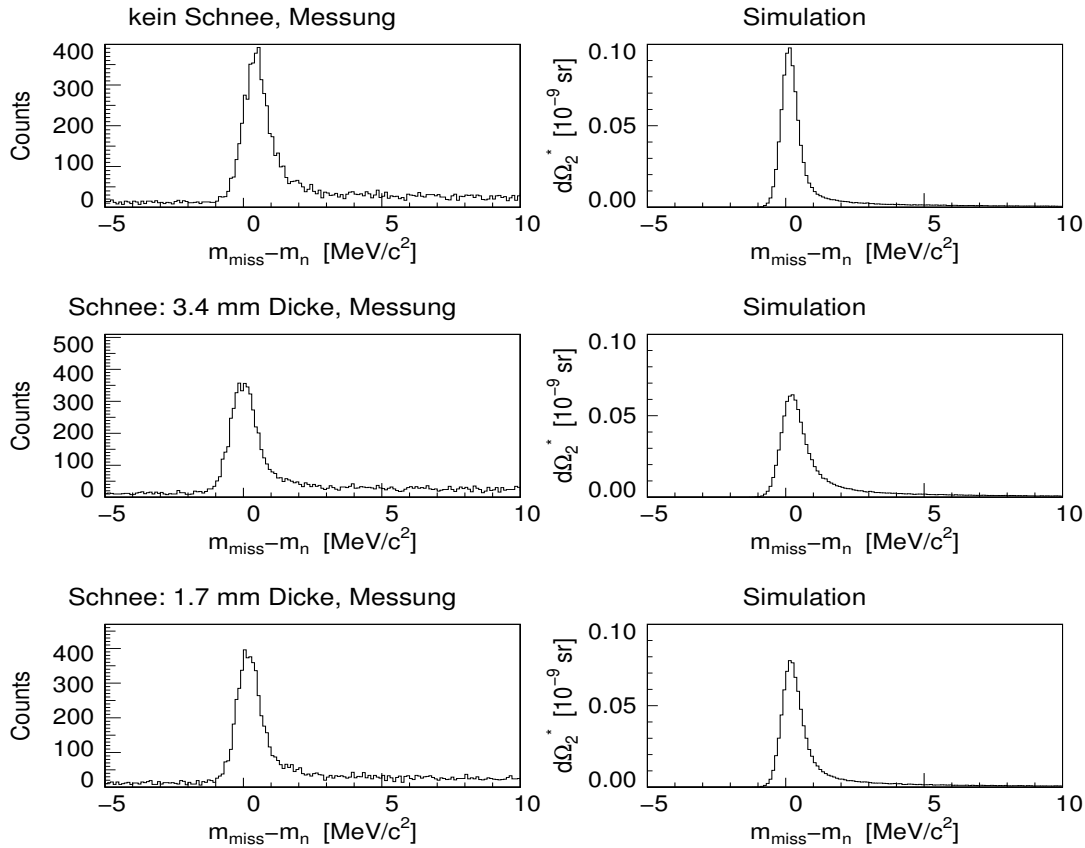 kein Schnee, Messung
Simulation
Counts
400
300
200
100
0
−5
0
5
10
m_miss−m_n [MeV/c²]
dΩ₂* [10⁻⁹ sr]
0.10
0.05
0.00
−5
0
5
10
m_miss−m_n [MeV/c²]
Schnee: 3.4 mm Dicke, Messung
Simulation
Counts
500
400
300
200
100
0
−5
0
5
10
m_miss−m_n [MeV/c²]
dΩ₂* [10⁻⁹ sr]
0.10
0.05
0.00
−5
0
5
10
m_miss−m_n [MeV/c²]
Schnee: 1.7 mm Dicke, Messung
Simulation
Counts
400
300
200
100
0
−5
0
5
10
m_miss−m_n [MeV/c²]
dΩ₂* [10⁻⁹ sr]
0.10
0.05
0.00
−5
0
5
10
m_miss−m_n [MeV/c²]